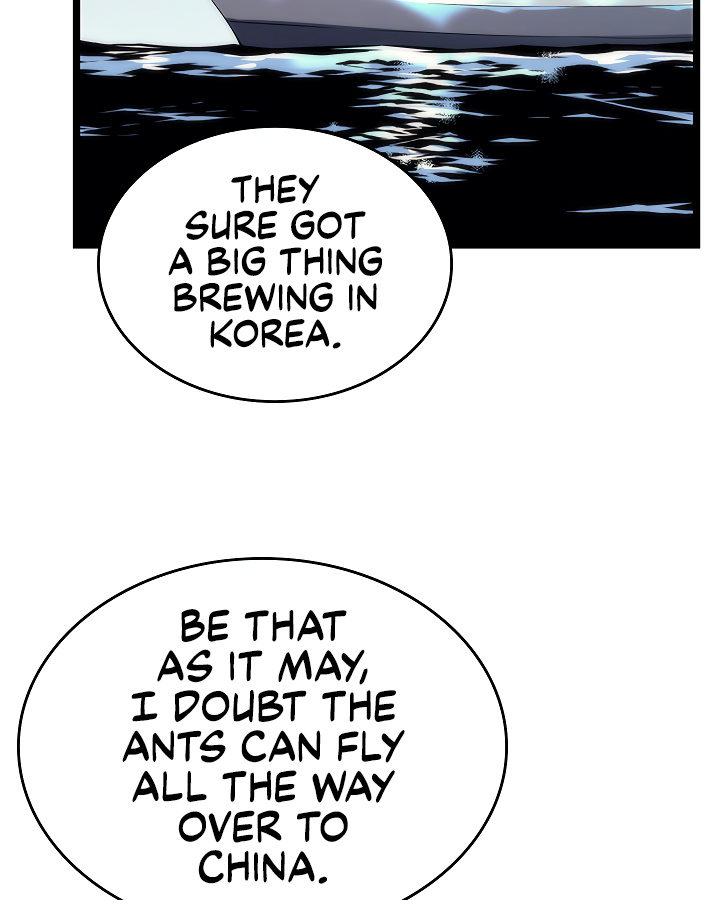 THEY
SURE GOT
A BIG THING
BREWING IN
KOREA.
BE THAT
AS IT MAY,
I DOUBT THE
ANTS CAN FLY
ALL THE WAY
OVER TO
CHINA.